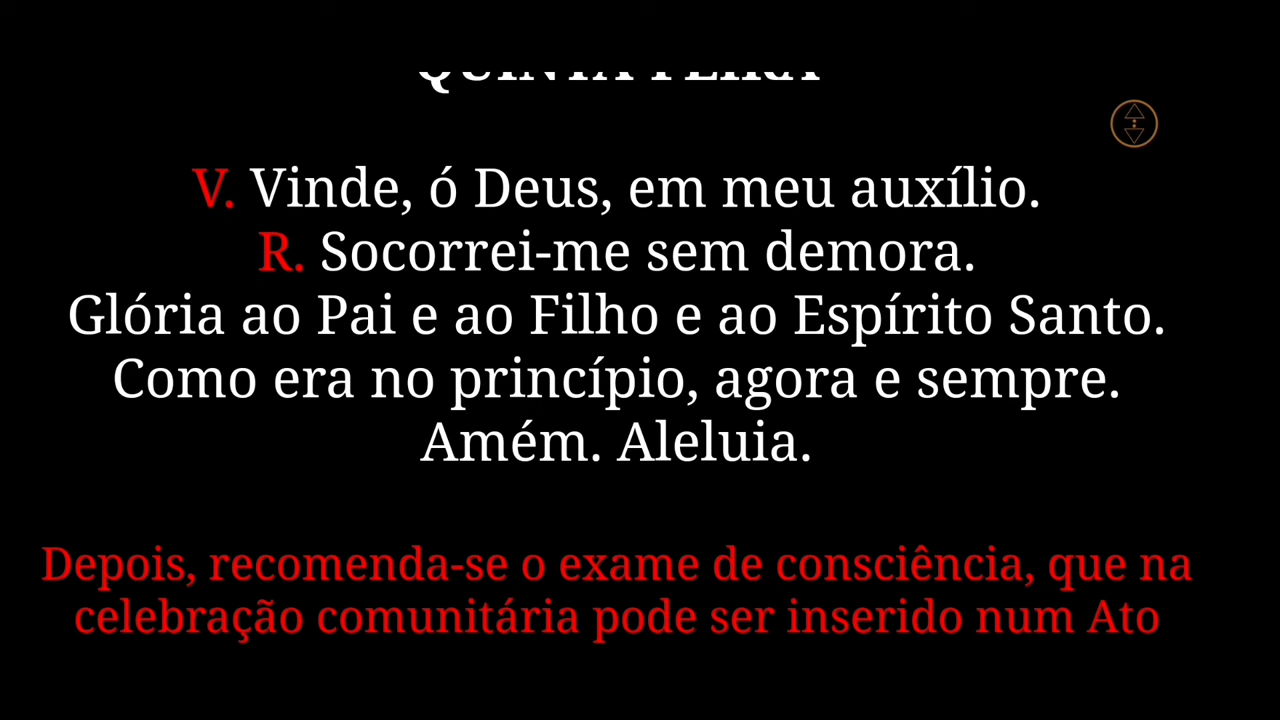 QUINTA-FEIRA
V. Vinde, ó Deus, em meu auxílio.
R. Socorrei-me sem demora.
Glória ao Pai e ao Filho e ao Espírito Santo.
Como era no princípio, agora e sempre.
Amém. Aleluia.
Depois, recomenda-se o exame de consciência, que na
celebração comunitária pode ser inserido num Ato